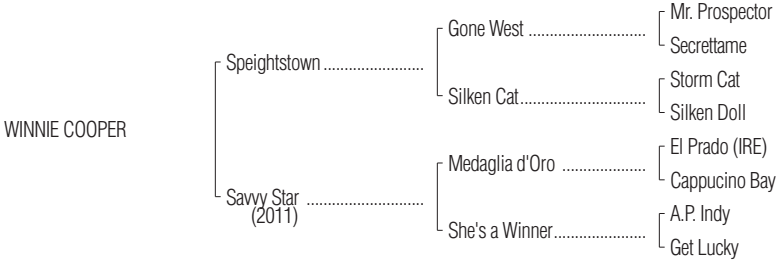 Mr. Prospector
Gone West ..............................
Secrettame
Speightstown .........................
Storm Cat
Silken Cat................................
Silken Doll
WINNIE COOPER
El Prado (IRE)
Medaglia d'Oro .....................
Cappucino Bay
Savvy Star .............................
(2011)
A.P. Indy
She's a Winner.......................
Get Lucky